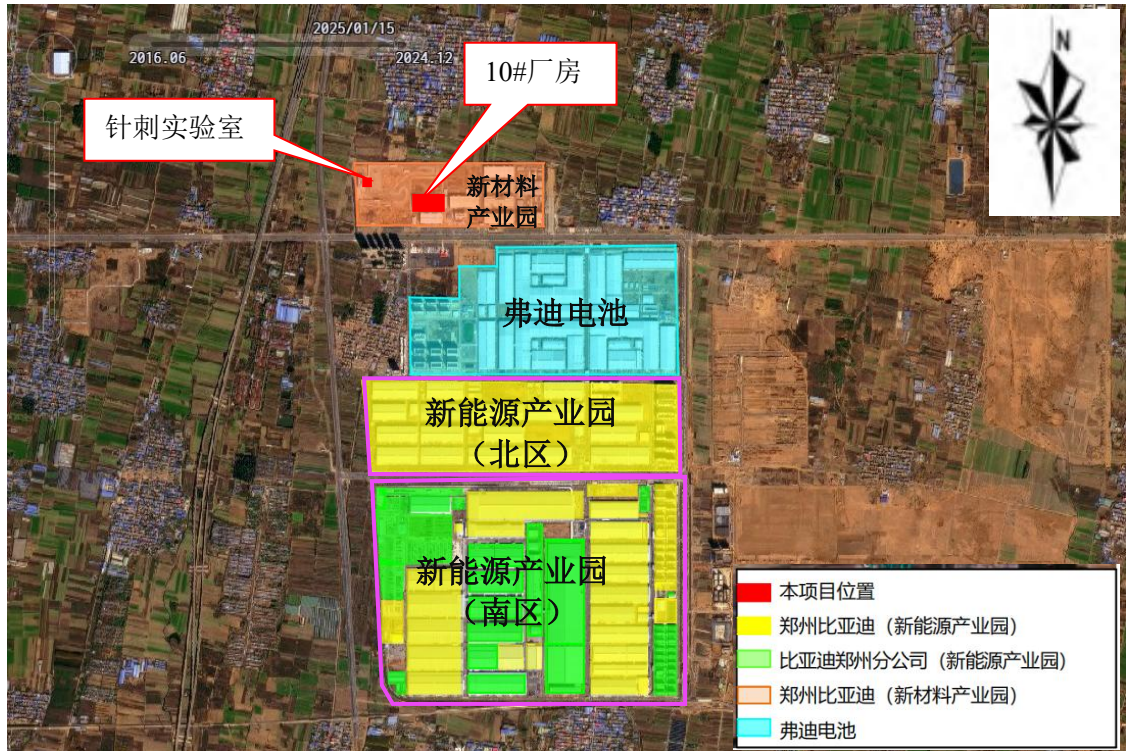 2025/01/15
2016.06
2024.12
N
10#厂房
针刺实验室
新材料
产业园
弗迪电池
新能源产业园
（北区）
新能源产业园
（南区）
本项目位置
郑州比亚迪（新能源产业园）
比亚迪郑州分公司（新能源产业园）
郑州比亚迪（新材料产业园）
弗迪电池